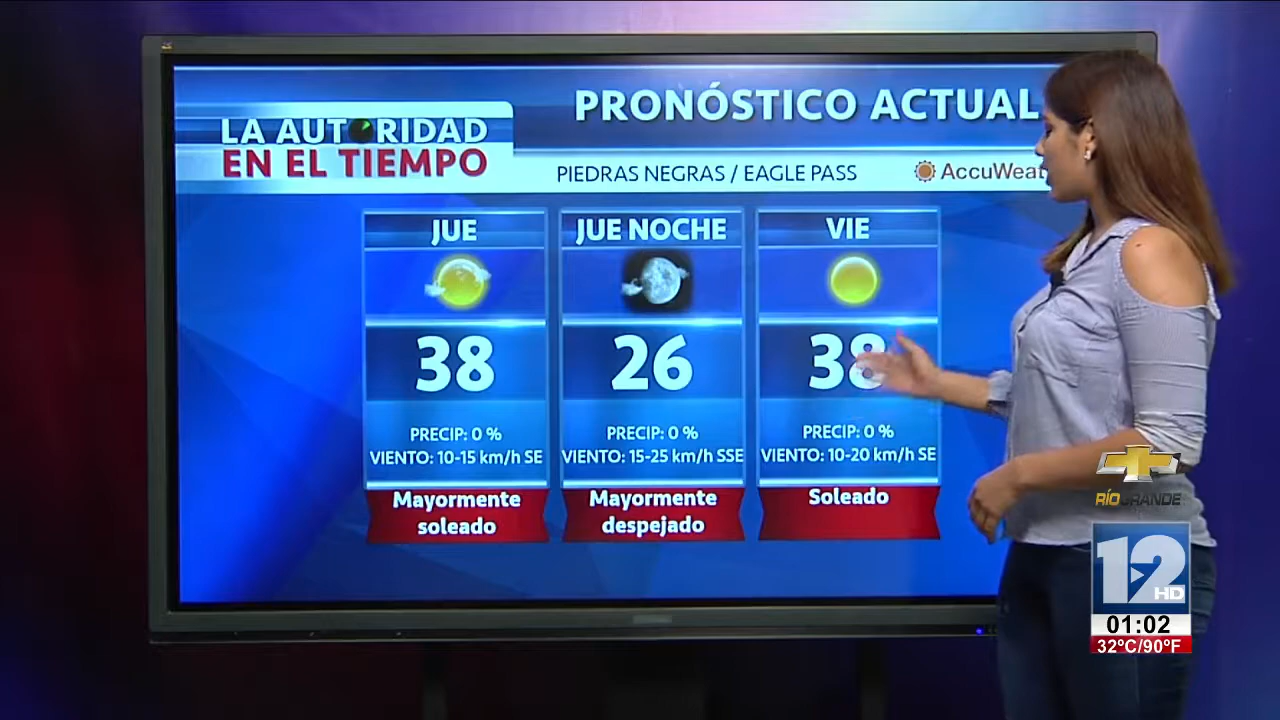 PRONÓSTICO ACTUAL
LA AUTORIDAD
EN EL TIEMPO
PIEDRAS NEGRAS / EAGLE PASS
AccuWeat
JUE
JUE NOCHE
VIE
38
26
38
PRECIP: 0 %
PRECIP: 0 %
PRECIP: 0 %
VIENTO: 10-15 km/h SE
VIENTO: 15-25 km/h SSE
VIENTO: 10-20 km/h SE
Mayormente
soleado
Mayormente
despejado
Soleado
RÍO GRANDE
12
HD
01:02
32ºC/90ºF